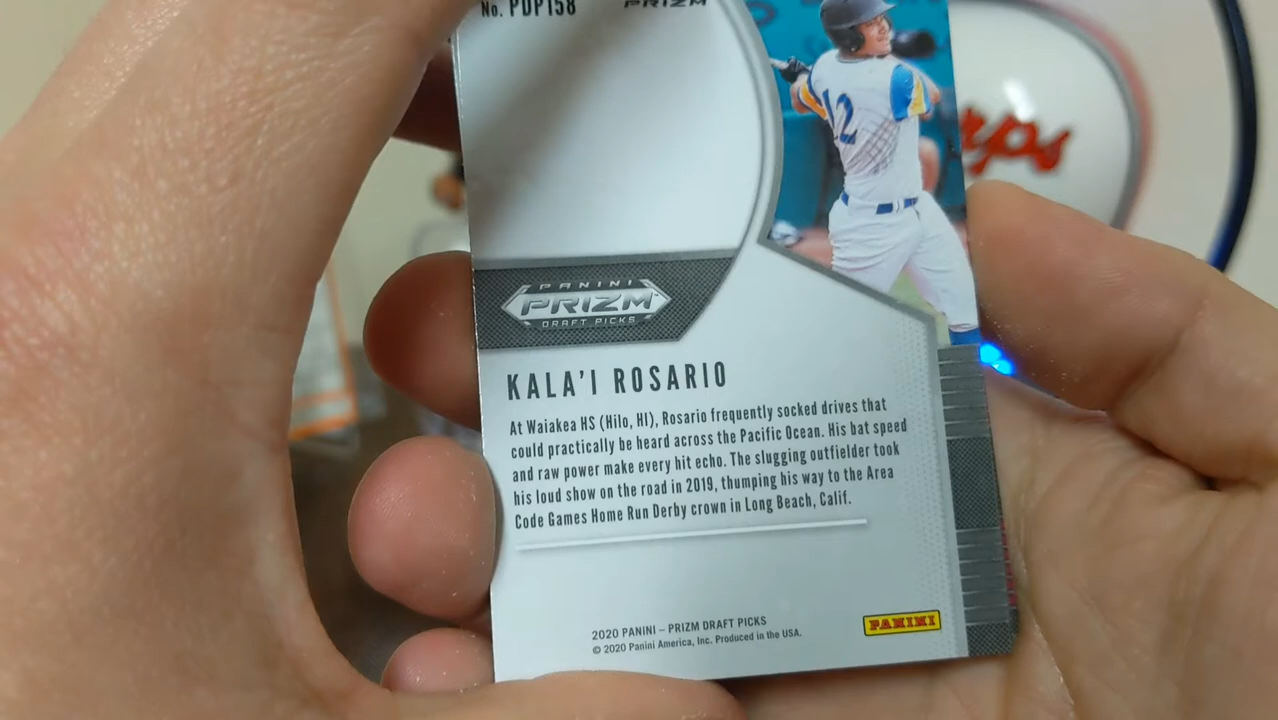 No. PDP158
PRIZM
12
PANINI
PRIZM
DRAFT PICKS
KALA'I ROSARIO
At Waiakea HS (Hilo, HI), Rosario frequently socked drives that
could practically be heard across the Pacific Ocean. His bat speed
and raw power make every hit echo. The slugging outfielder took
his loud show on the road in 2019, thumping his way to the Area
Code Games Home Run Derby crown in Long Beach, Calif.
2020 PANINI – PRIZM DRAFT PICKS
© 2020 Panini America, Inc. Produced in the USA.
PANINI